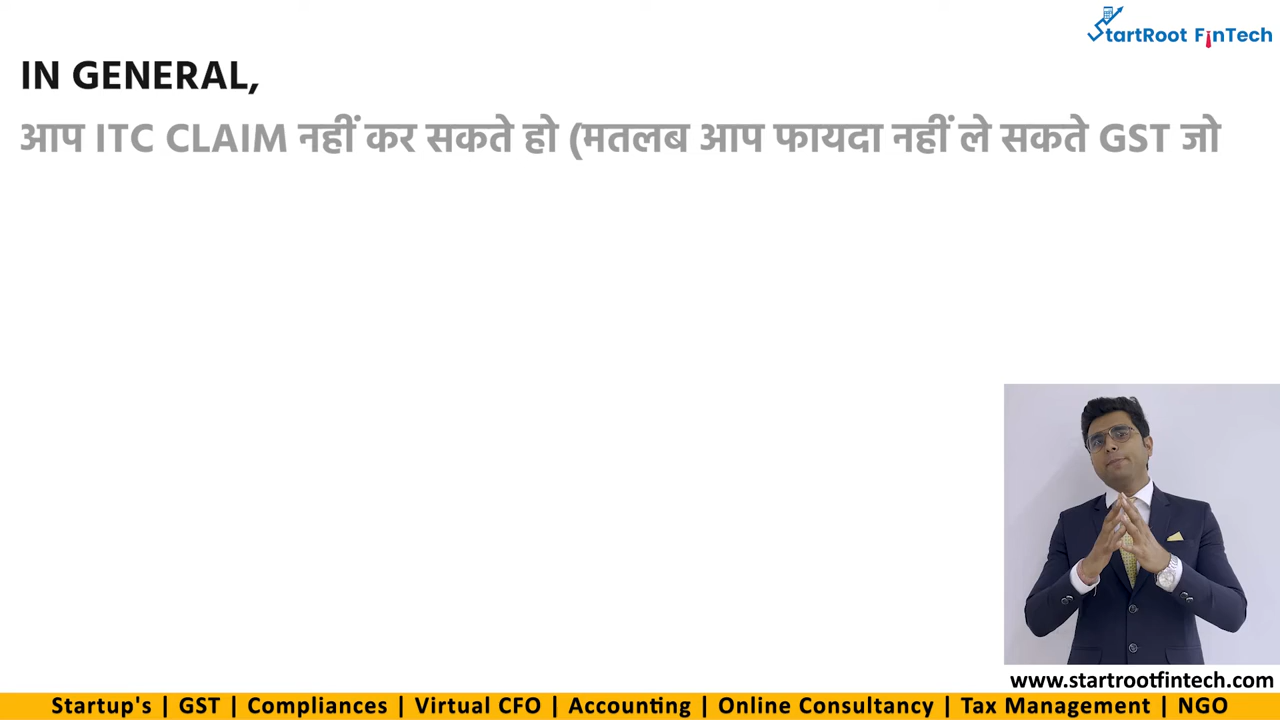 StartRoot FinTech
IN GENERAL,
आप ITC CLAIM नहीं कर सकते हो (मतलब आप फायदा नहीं ले सकते GST जो
www.startrootfintech.com
Startup's | GST | Compliances | Virtual CFO | Accounting | Online Consultancy | Tax Management | NGO